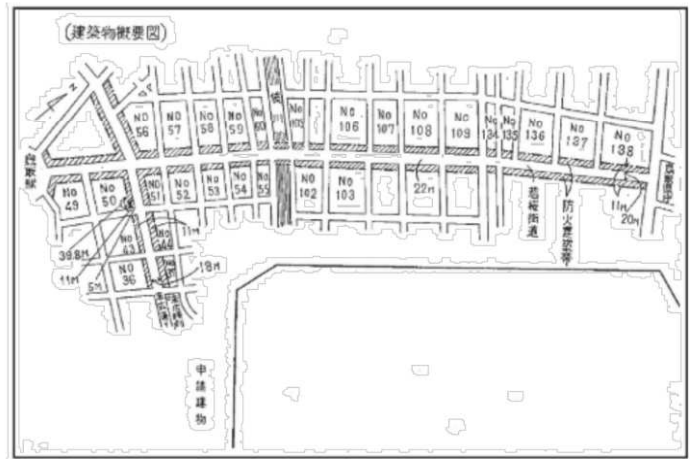 (建築物概要図)
N
NO 56
NO 57
NO 58
NO 59
NO 60
No 106
No 107
No 108
No 109
No 134
No 135
No 136
No 137
No 138
No 49
No 50
NO 51
No 52
No 53
No 54
No 55
NO 102
NO 103
22M
若桜街道
防火建築帯
11M
20M
39.8M
11M
5M
NO 43
NO 44
11M
NO 36
18M
申請建物